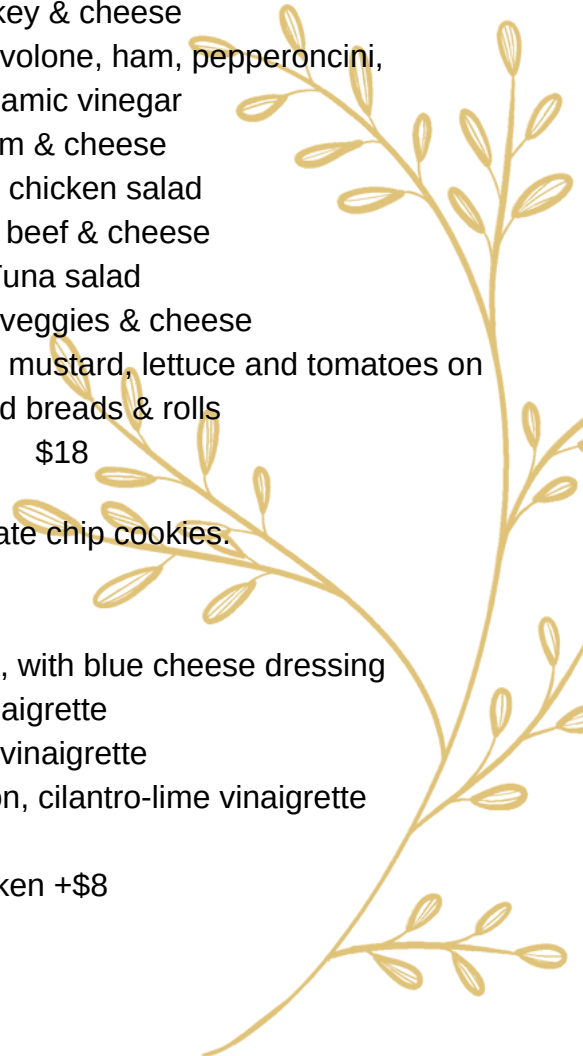 key & cheese
volone, ham, pepperoncini,
amic vinegar
m & cheese
chicken salad
beef & cheese
Tuna salad
veggies & cheese
mustard, lettuce and tomatoes on
d breads & rolls
$18
ate chip cookies.
, with blue cheese dressing
aigrette
vinaigrette
on, cilantro-lime vinaigrette
ken +$8